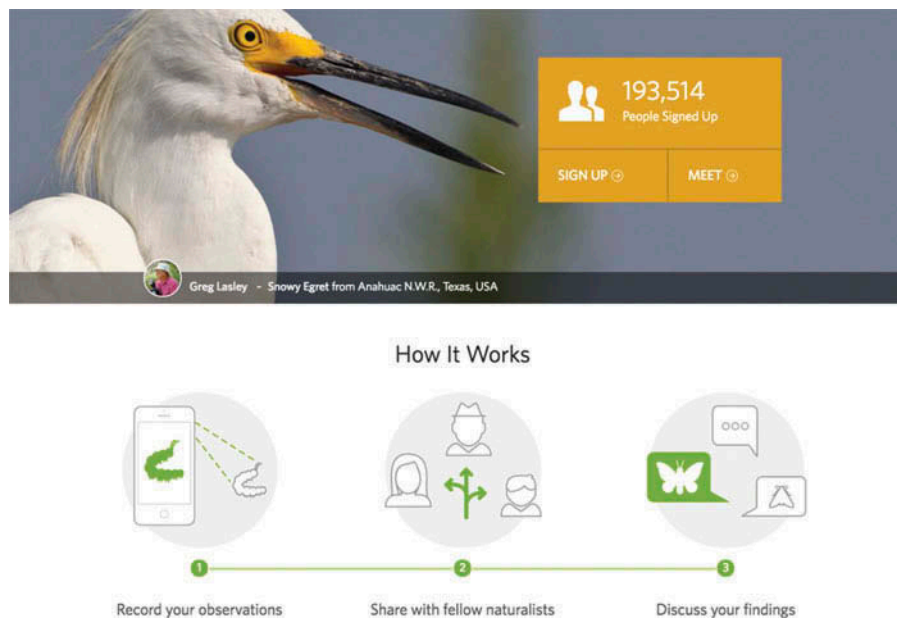 193,514
People Signed Up
SIGN UP
MEET
Greg Lasley - Snowy Egret from Anahuac N.W.R., Texas, USA
How It Works
1
2
3
Record your observations
Share with fellow naturalists
Discuss your findings